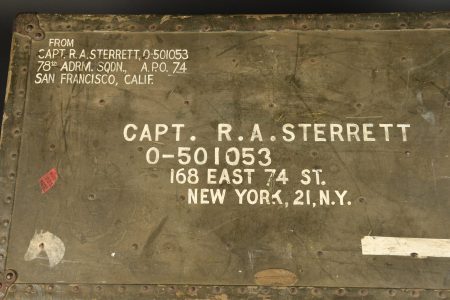 FROM
CAPT. R.A. STERRETT, O-501053
78TH ADRM. SQDN., A.P.O. 74
SAN FRANCISCO, CALIF.
CAPT. R.A. STERRETT
O-501053
168 EAST 74 ST.
NEW YORK, 21, N.Y.